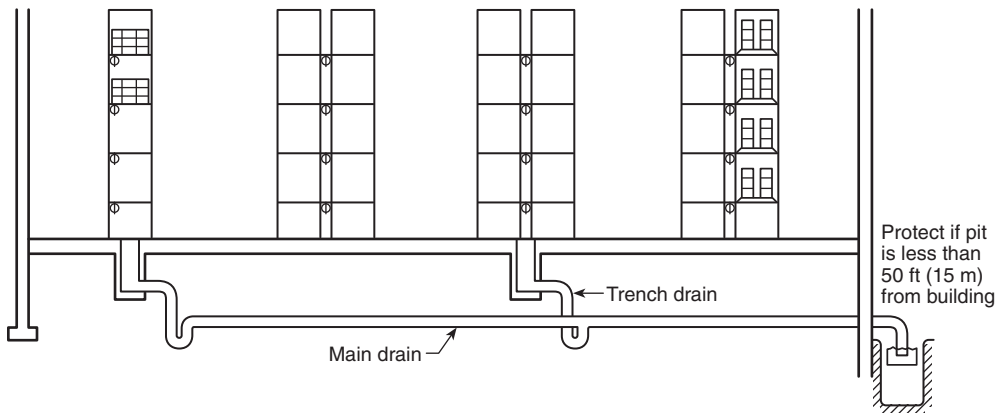 Protect if pit
is less than
50 ft (15 m)
from building
Trench drain
Main drain